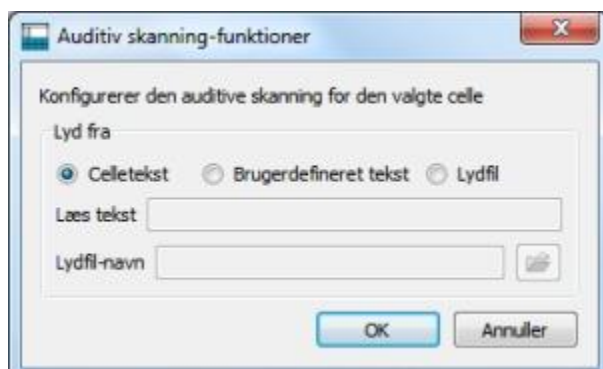 Auditiv skanning-funktioner
Konfigurerer den auditive skanning for den valgte celle
Lyd fra
Celletekst Brugerdefineret tekst Lydfil
Læs tekst
Lydfil-navn
OK Annuller